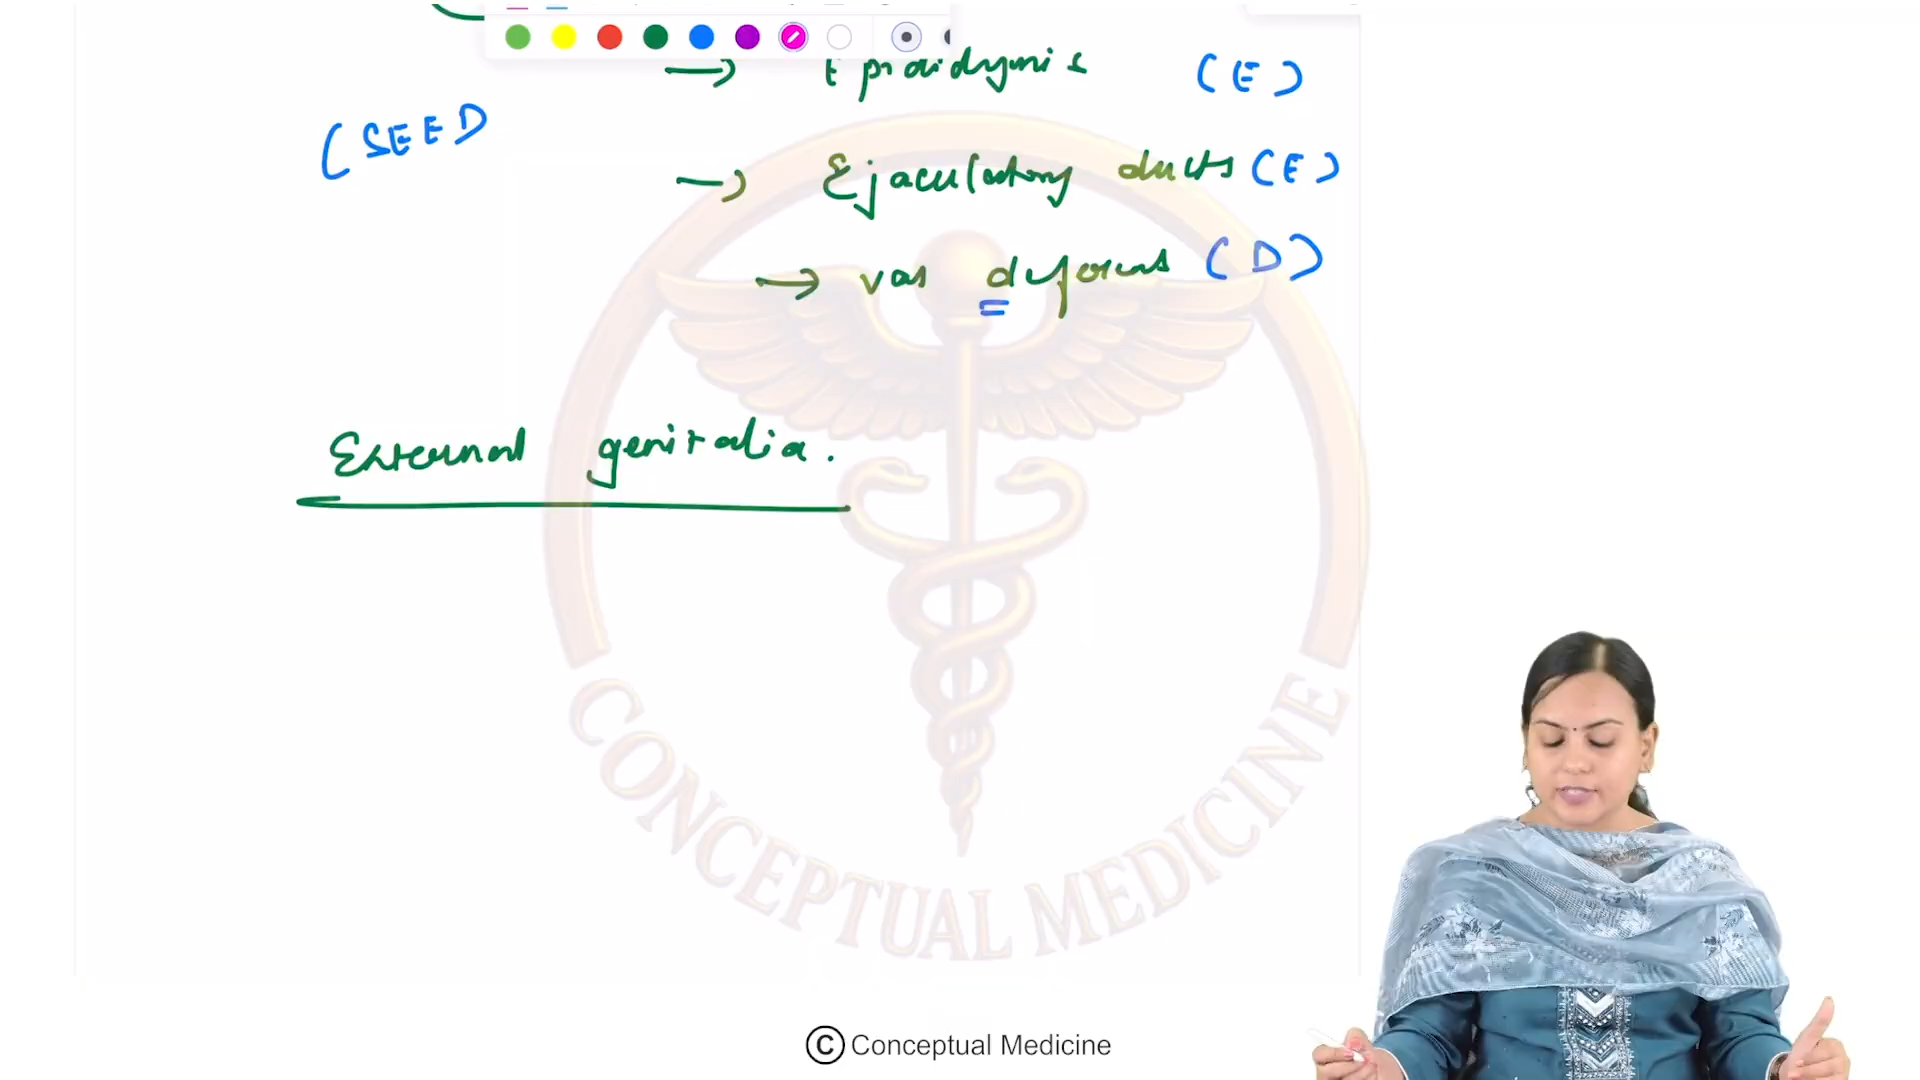 → Epididymis (E)
(SEED
→ Ejaculatory ducts (E)
→ vas deferens (D)
External genitalia.
CONCEPTUAL MEDICINE
© Conceptual Medicine